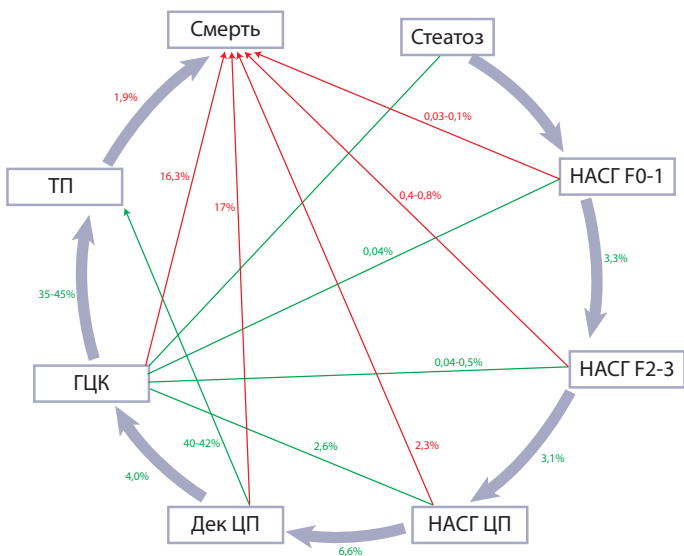 Смерть
Стеатоз
1,9%
0,03-0,1%
ТП
16,3%
17%
0,4-0,8%
НАСГ F0-1
0,04%
3,3%
35-45%
0,04-0,5%
ГЦК
НАСГ F2-3
40-42%
2,6%
2,3%
3,1%
4,0%
Дек ЦП
НАСГ ЦП
6,6%